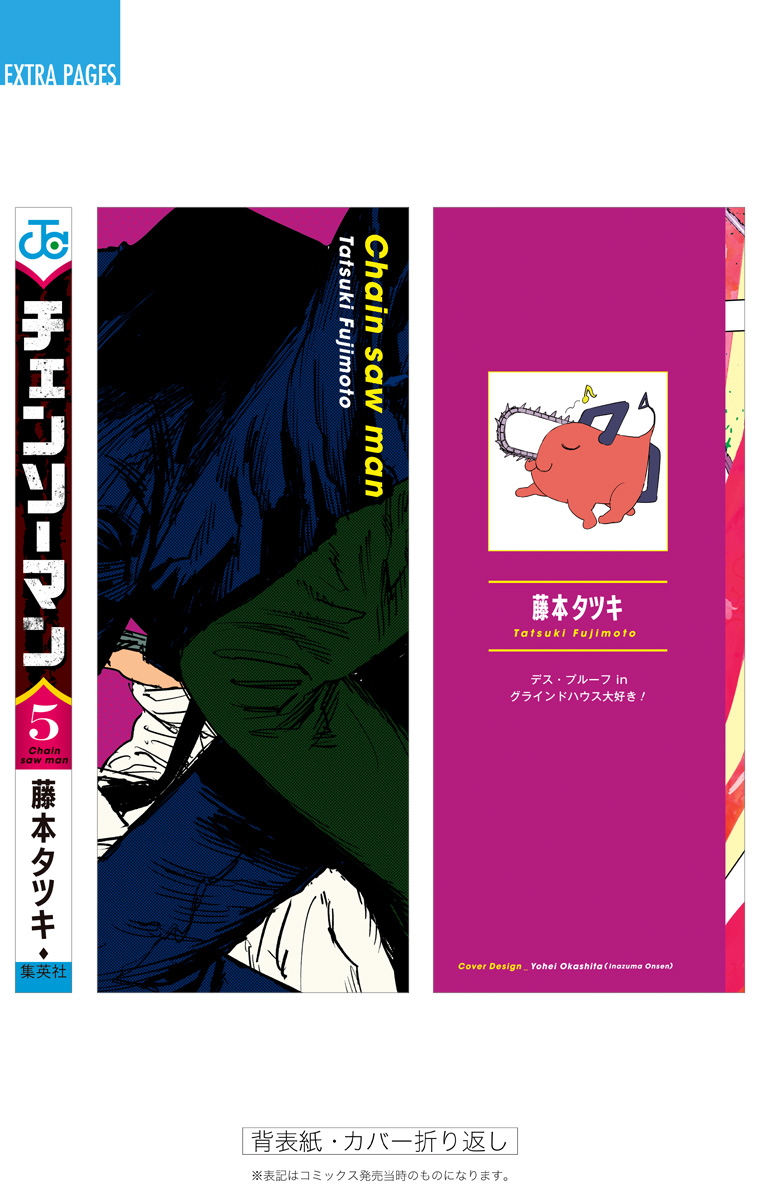 EXTRA PAGES
JC
チェンソーマン
5
Chain
saw man
藤本タツキ◆
集英社
Chain saw man
Tatsuki Fujimoto
藤本タツキ
Tatsuki Fujimoto
デス・プルーフ in
グラインドハウス大好き！
Cover Design _ Yohei Okashita (Inazuma Onsen)
背表紙・カバー折り返し
※表記はコミックス発売当時のものになります。